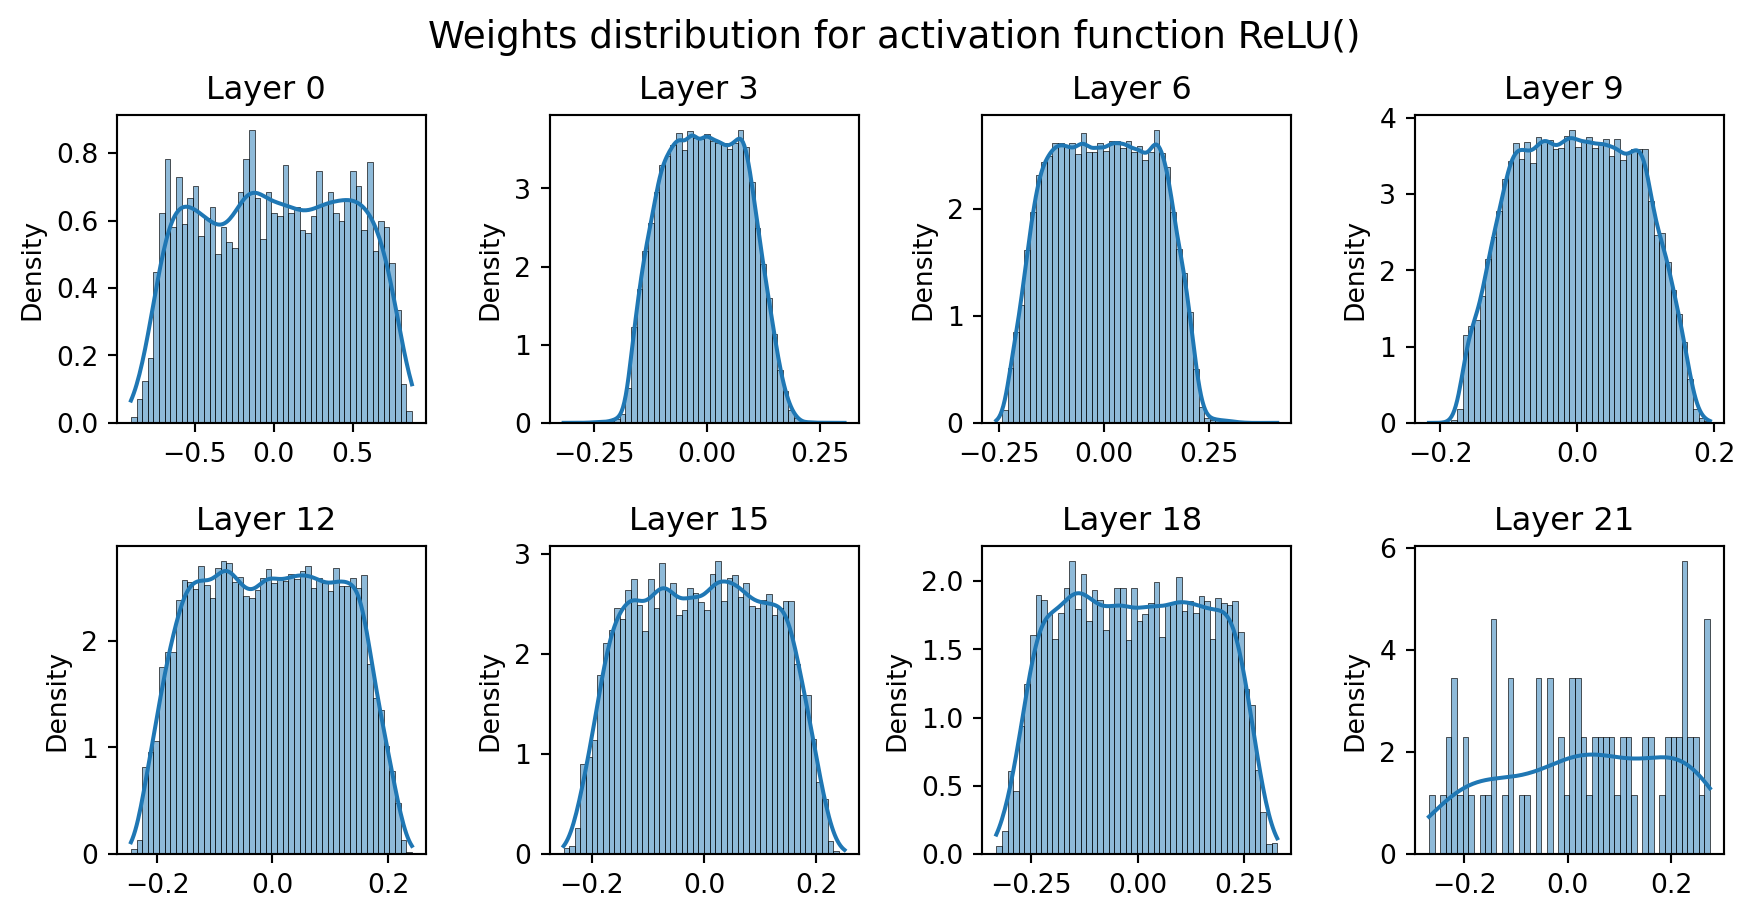 Weights distribution for activation function ReLU()
Layer 0
Layer 3
Layer 6
Layer 9
Density
0.8
0.6
0.4
0.2
0.0
−0.5 0.0 0.5
Density
3
2
1
0
−0.25 0.00 0.25
Density
2
1
0
−0.25 0.00 0.25
Density
4
3
2
1
0
−0.2 0.0 0.2
Layer 12
Layer 15
Layer 18
Layer 21
Density
2
1
0
−0.2 0.0 0.2
Density
3
2
1
0
−0.2 0.0 0.2
Density
2.0
1.5
1.0
0.5
0.0
−0.25 0.00 0.25
Density
6
4
2
0
−0.2 0.0 0.2